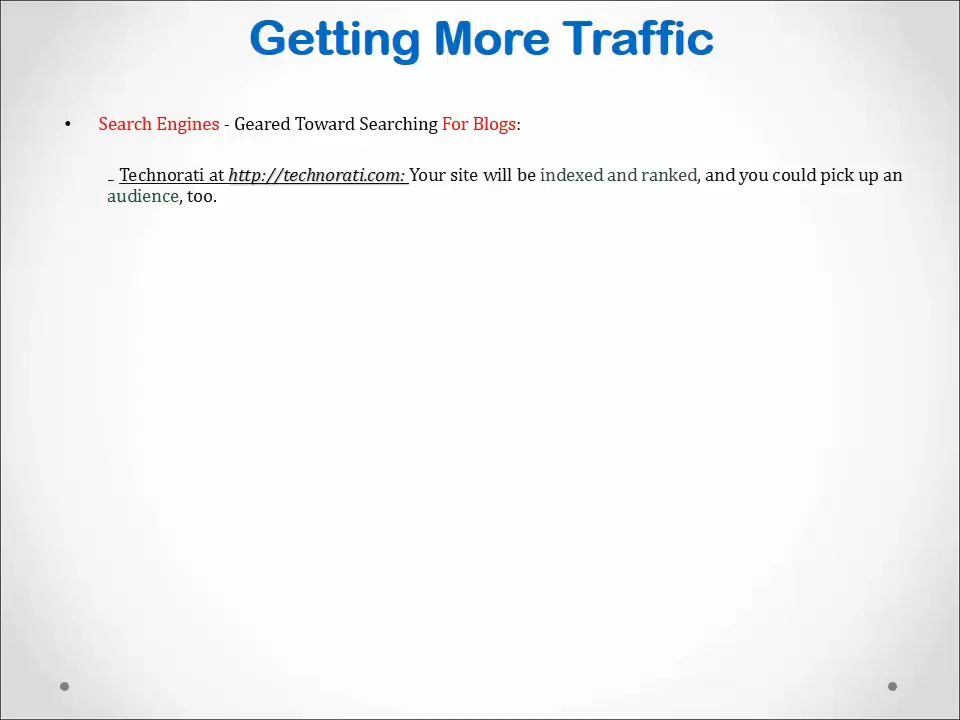 Getting More Traffic
• Search Engines - Geared Toward Searching For Blogs:
– Technorati at http://technorati.com: Your site will be indexed and ranked, and you could pick up an
audience, too.